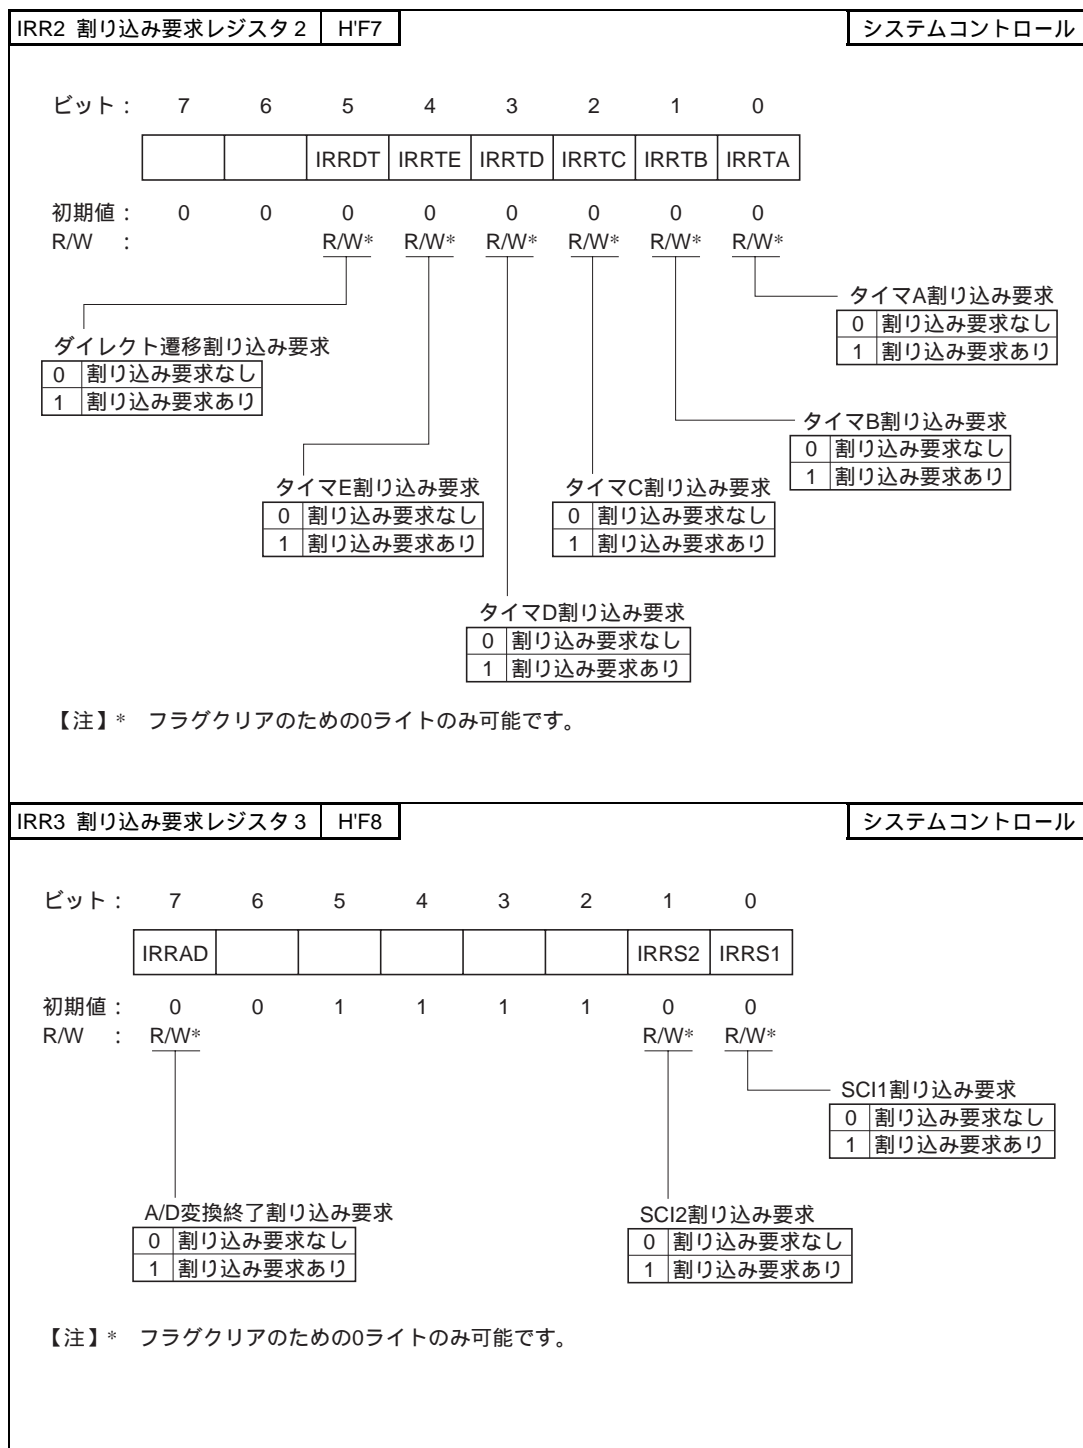 IRR2 割り込み要求レジスタ2 H'F7 システムコントロール
ビット： 7 6 5 4 3 2 1 0
IRRDT IRRTE IRRTD IRRTC IRRTB IRRTA
初期値： 0 0 0 0 0 0 0 0
R/W ： R/W* R/W* R/W* R/W* R/W* R/W*
タイマA割り込み要求
0 割り込み要求なし
1 割り込み要求あり
ダイレクト遷移割り込み要求
0 割り込み要求なし
1 割り込み要求あり
タイマB割り込み要求
0 割り込み要求なし
1 割り込み要求あり
タイマE割り込み要求
0 割り込み要求なし
1 割り込み要求あり
タイマC割り込み要求
0 割り込み要求なし
1 割り込み要求あり
タイマD割り込み要求
0 割り込み要求なし
1 割り込み要求あり
【注】* フラグクリアのための0ライトのみ可能です。
IRR3 割り込み要求レジスタ3 H'F8 システムコントロール
ビット： 7 6 5 4 3 2 1 0
IRRAD IRRS2 IRRS1
初期値： 0 0 1 1 1 1 0 0
R/W ： R/W* R/W* R/W*
SCI1割り込み要求
0 割り込み要求なし
1 割り込み要求あり
A/D変換終了割り込み要求
0 割り込み要求なし
1 割り込み要求あり
SCI2割り込み要求
0 割り込み要求なし
1 割り込み要求あり
【注】* フラグクリアのための0ライトのみ可能です。